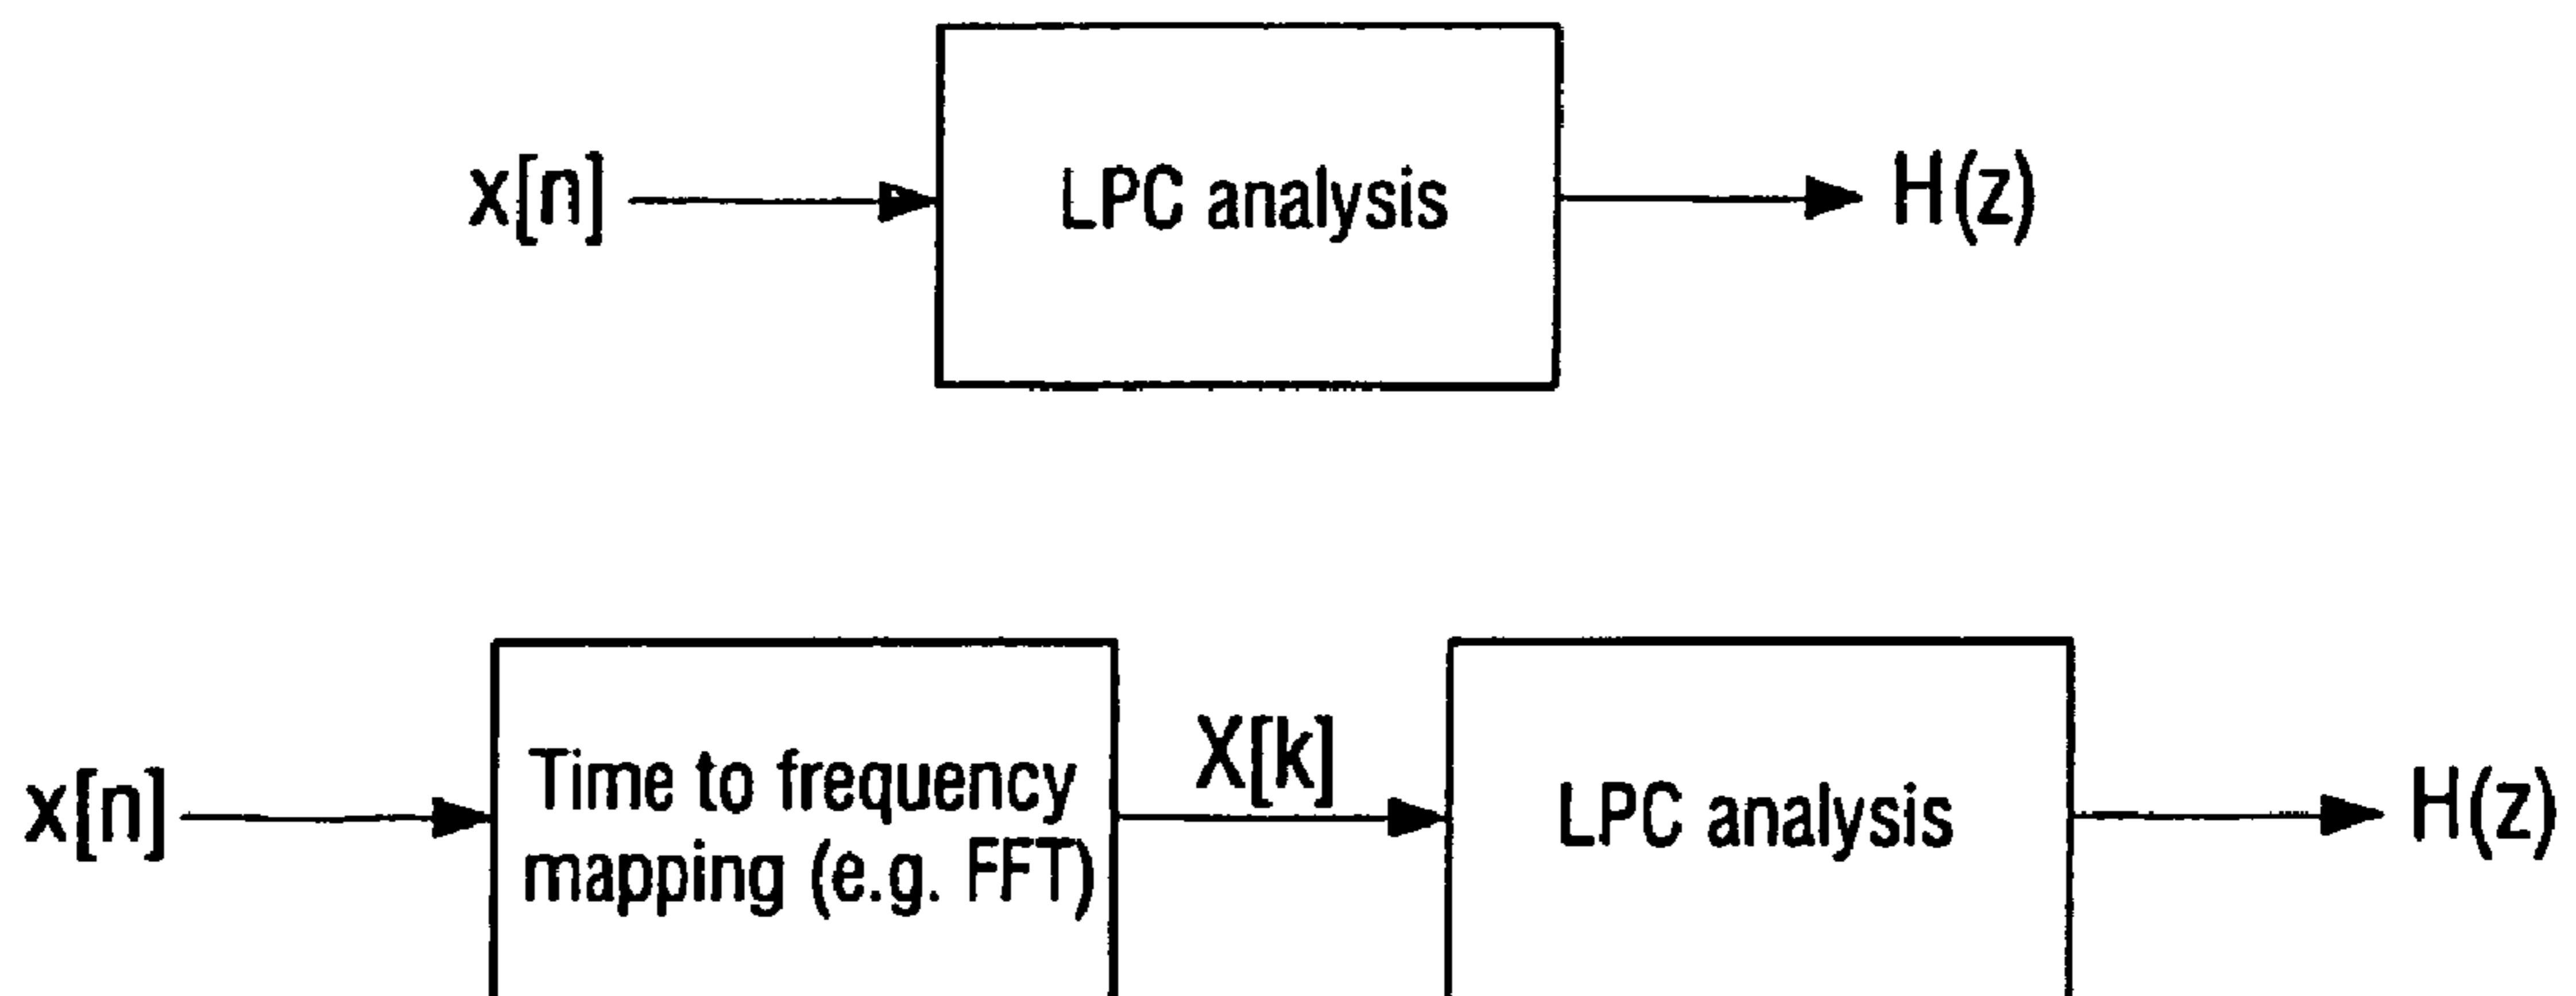 x[n]
LPC analysis
H(z)
x[n]
Time to frequency
mapping (e.g. FFT)
X[k]
LPC analysis
H(z)